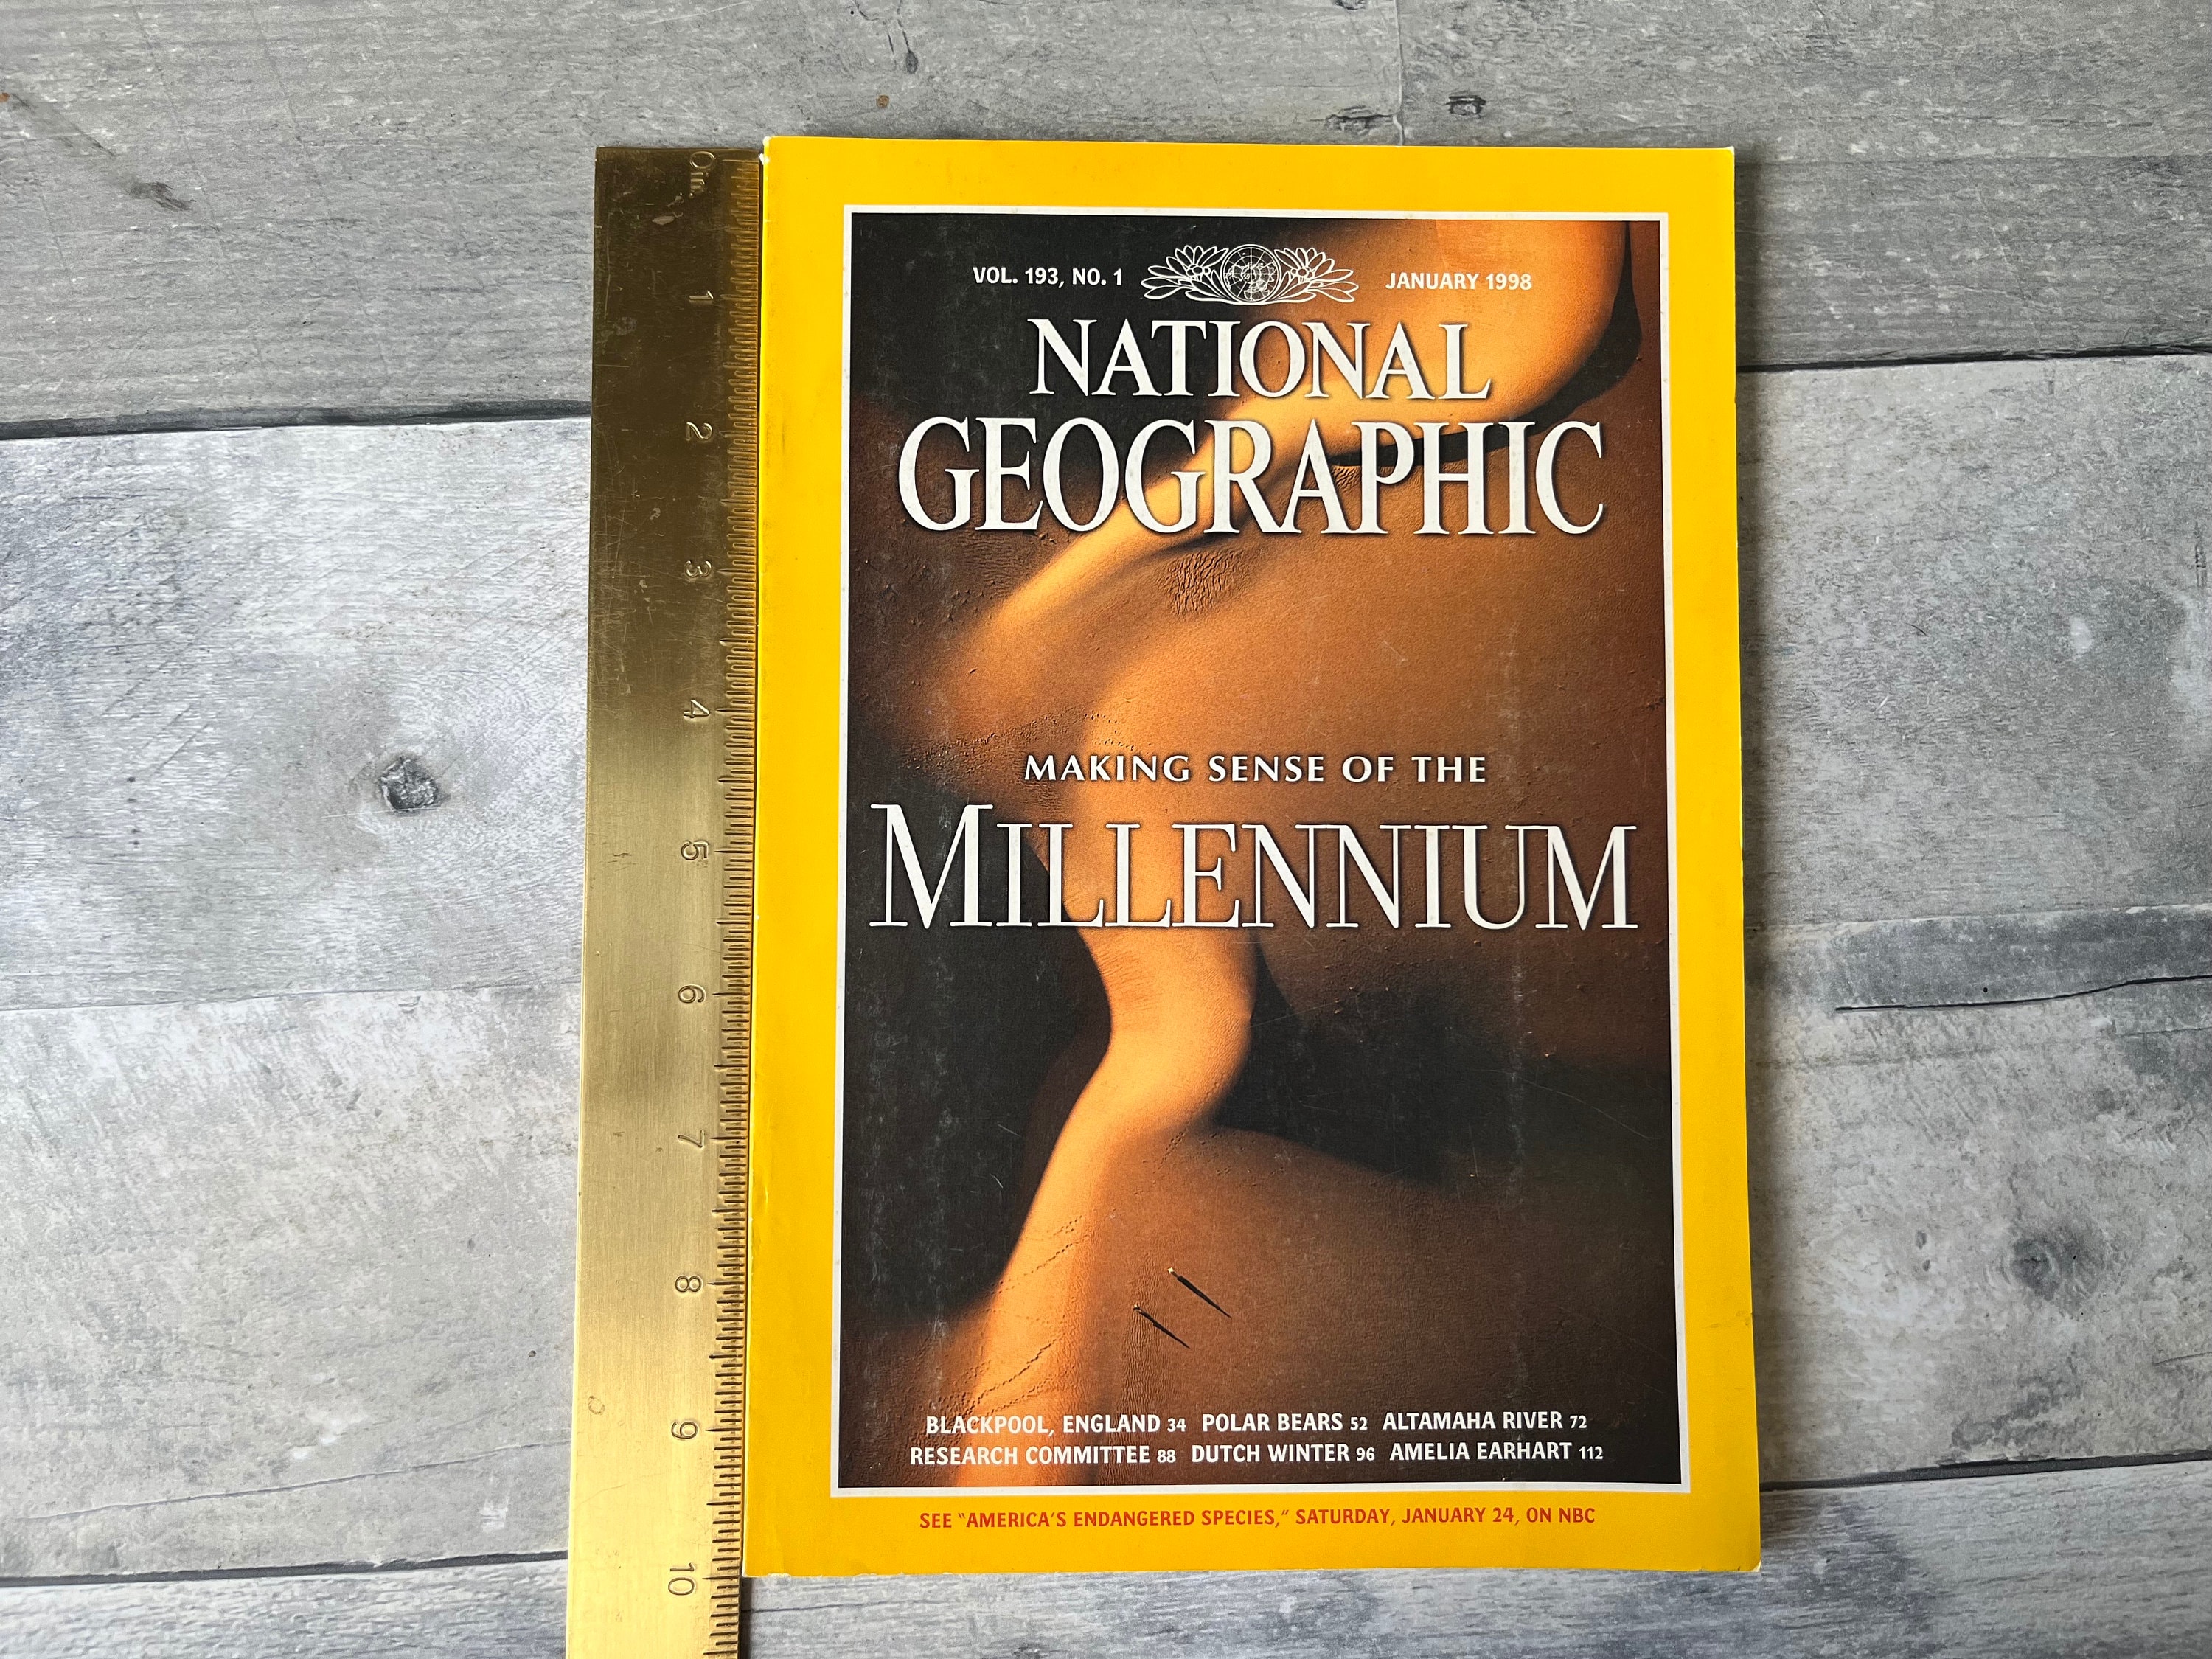 0in.
1
2
3
4
5
6
7
8
9
10
VOL. 193, NO. 1
JANUARY 1998
NATIONAL
GEOGRAPHIC
MAKING SENSE OF THE
MILLENNIUM
BLACKPOOL, ENGLAND 34 POLAR BEARS 52 ALTAMAHA RIVER 72
RESEARCH COMMITTEE 88 DUTCH WINTER 96 AMELIA EARHART 112
SEE "AMERICA'S ENDANGERED SPECIES," SATURDAY, JANUARY 24, ON NBC